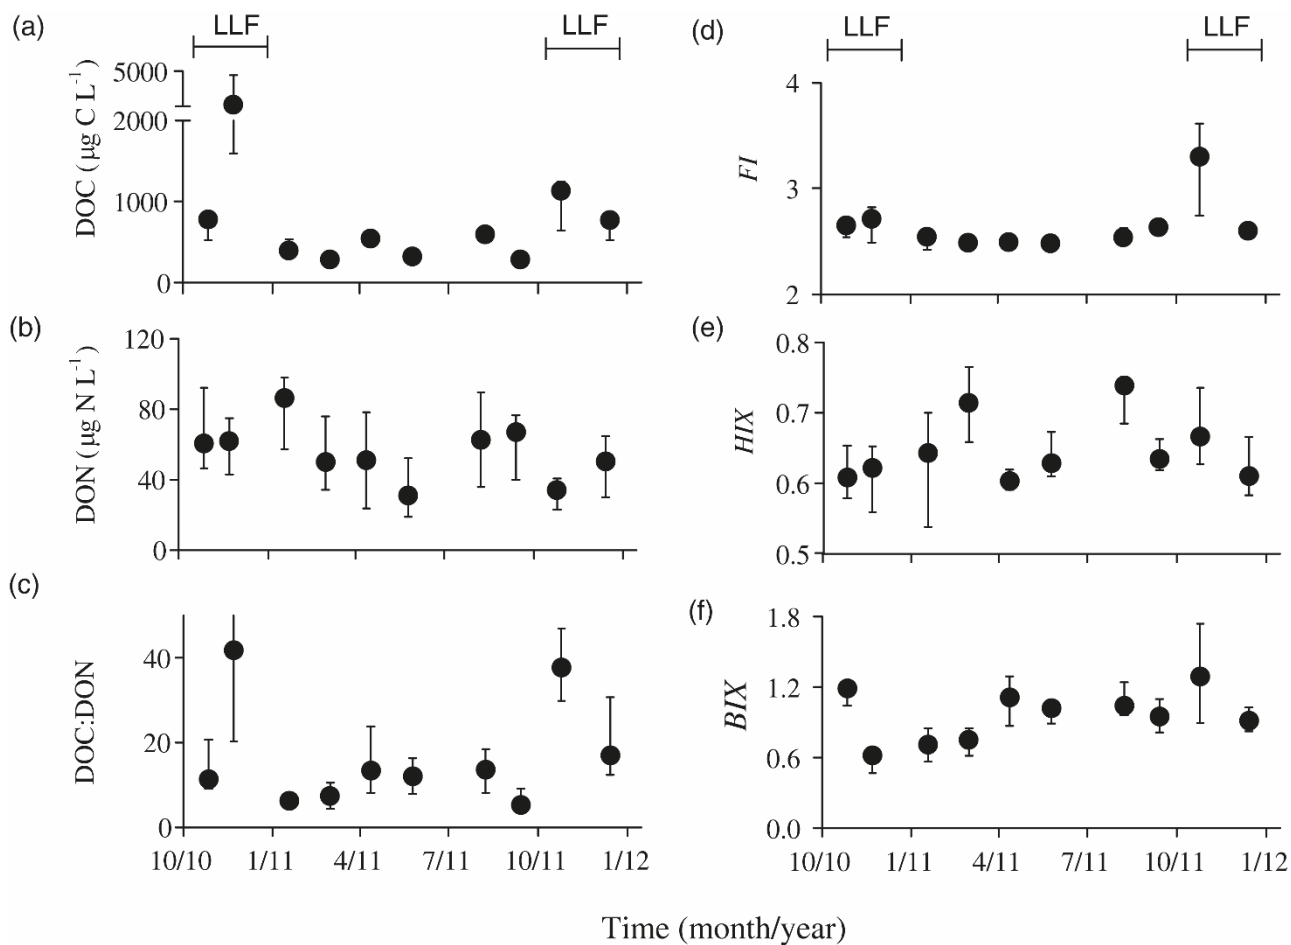 (a)
LLF
LLF
DOC (µg C L⁻¹)
5000
2000
1000
0
(b)
DON (µg N L⁻¹)
120
80
40
0
(c)
DOC:DON
40
20
0
10/10 1/11 4/11 7/11 10/11 1/12
(d)
LLF
LLF
FI
4
3
2
(e)
HIX
0.8
0.7
0.6
0.5
(f)
BIX
1.8
1.2
0.6
0.0
10/10 1/11 4/11 7/11 10/11 1/12
Time (month/year)